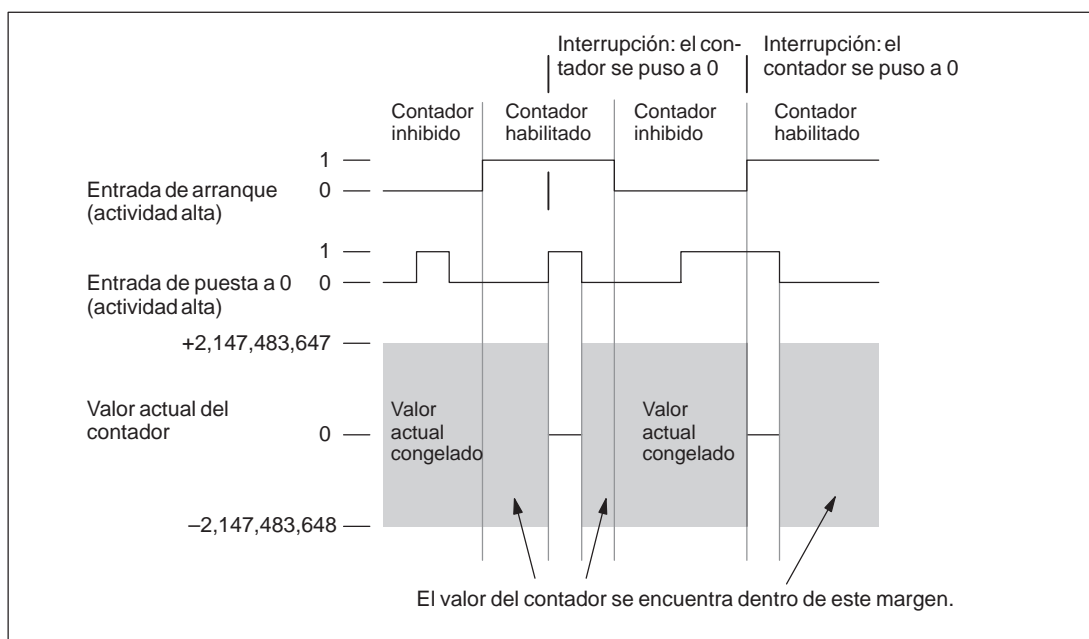 Interrupción: el con-
tador se puso a 0
Interrupción: el
contador se puso a 0
Contador
inhibido
Contador
habilitado
Contador
inhibido
Contador
habilitado
1
Entrada de arranque 0
(actividad alta)
1
Entrada de puesta a 0 0
(actividad alta)
+2,147,483,647
Valor actual del
contador
0
Valor
actual
congelado
Valor
actual
congelado
–2,147,483,648
El valor del contador se encuentra dentro de este margen.